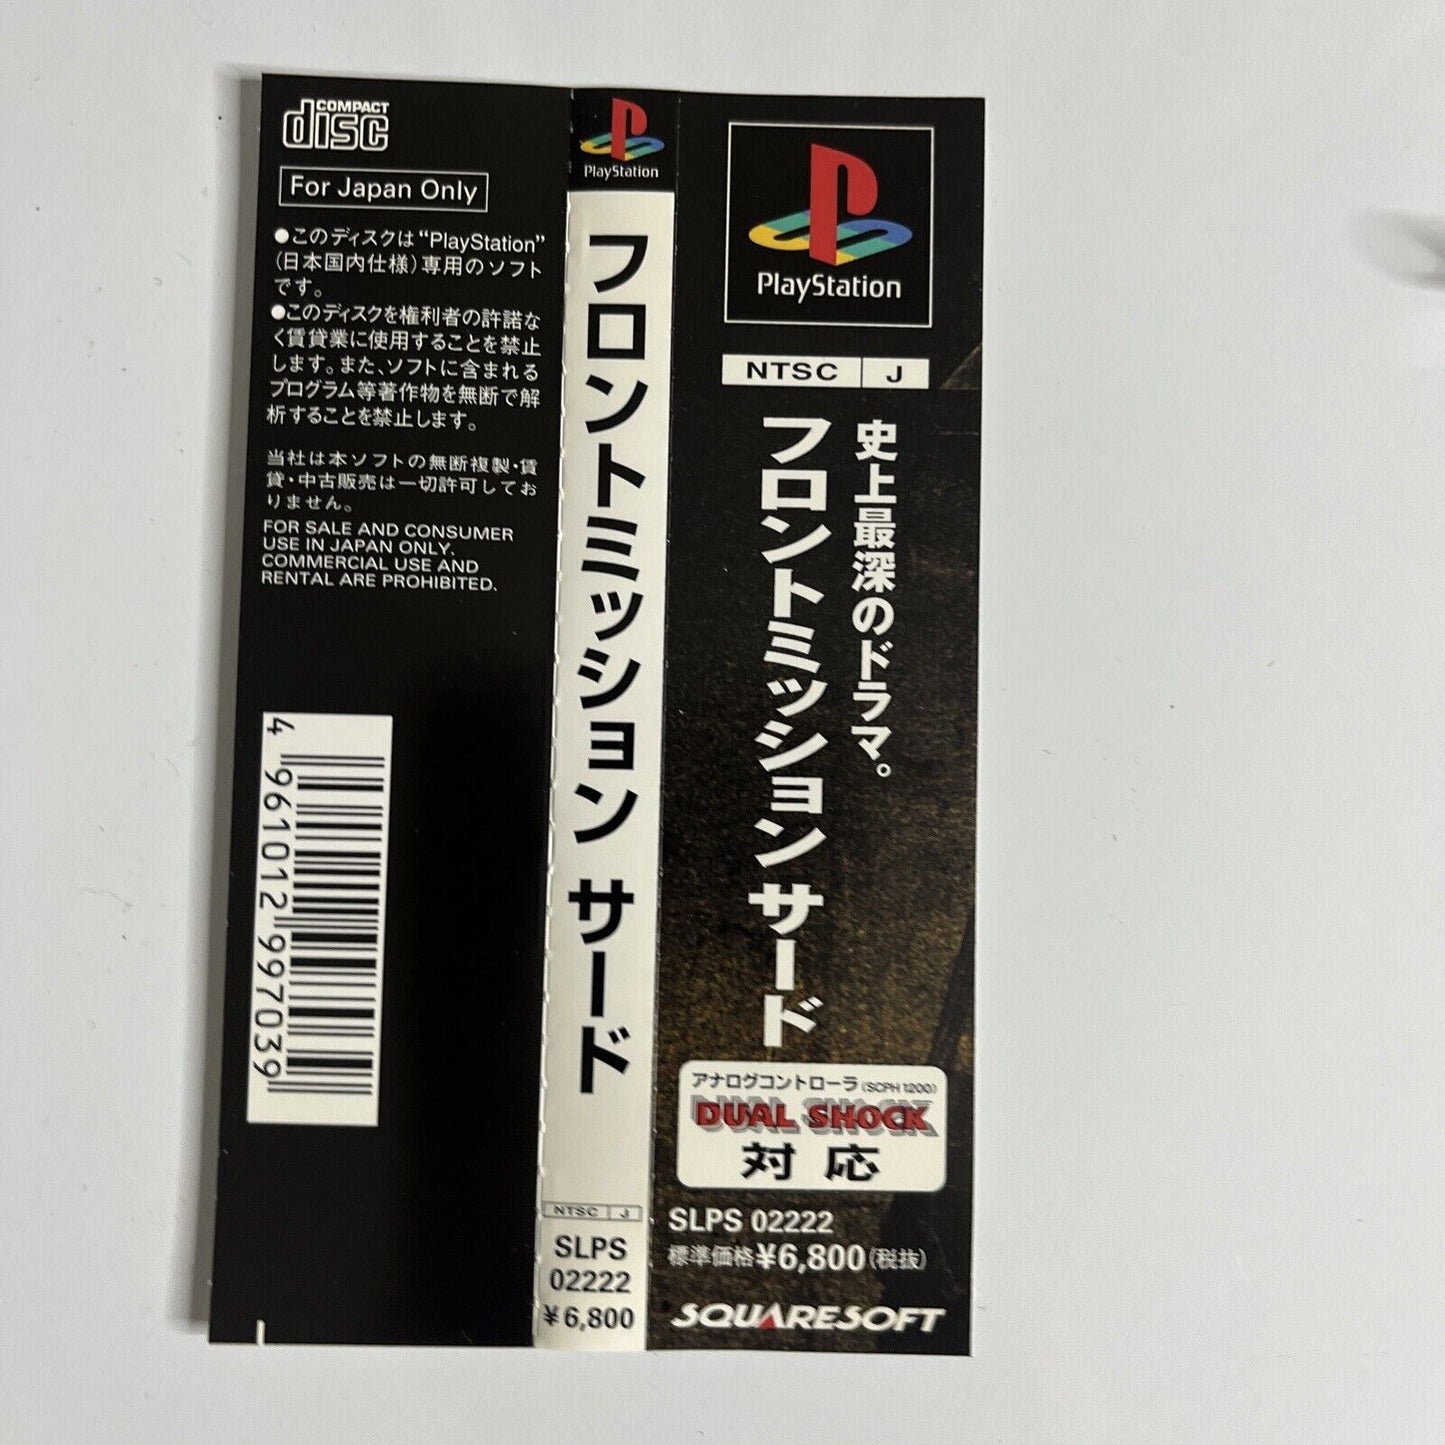 COMPACT
disc
For Japan Only
●このディスクは“PlayStation”
(日本国内仕様)専用のソフト
です。
●このディスクを権利者の許諾な
く賃貸業に使用することを禁止
します。また、ソフトに含まれる
プログラム等著作物を無断で解
析することを禁止します。
当社は本ソフトの無断複製・賃
貸・中古販売は一切許可してお
りません。
FOR SALE AND CONSUMER
USE IN JAPAN ONLY.
COMMERCIAL USE AND
RENTAL ARE PROHIBITED.
4 961012 997039
PlayStation
フロントミッション サード
NTSC J
SLPS
02222
¥6,800
PlayStation
NTSC J
史上最深のドラマ。
フロントミッション サード
アナログコントローラ(SCPH 1200)
DUAL SHOCK
対応
SLPS 02222
標準価格¥6,800(税抜)
SQUARESOFT